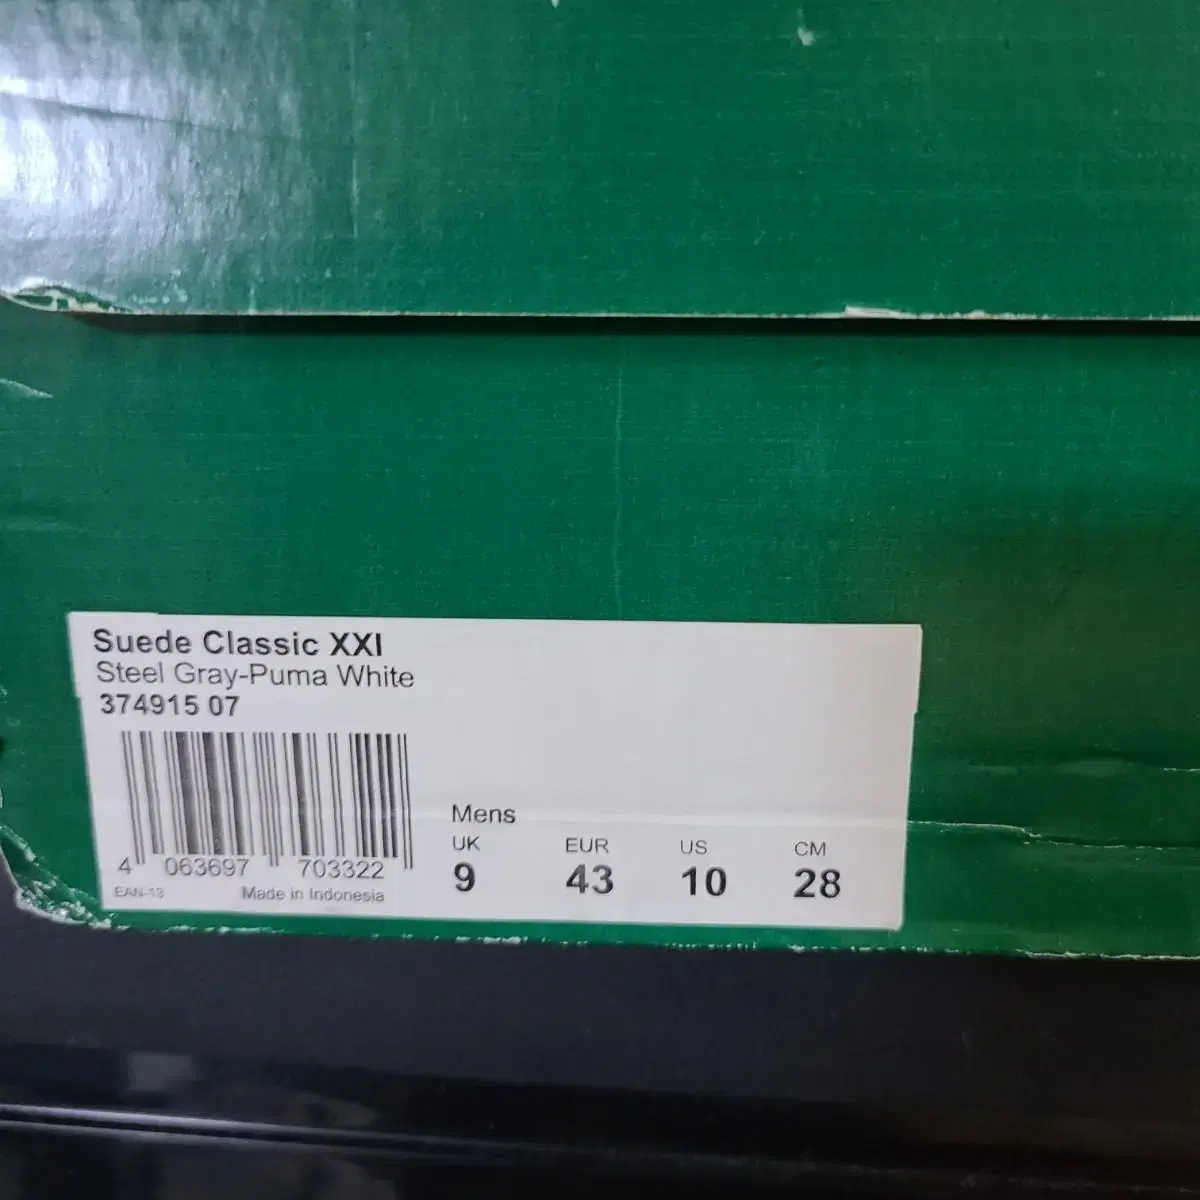 Suede Classic XXI
Steel Gray-Puma White
374915 07
4 063697 703322
EAN-13 Made in Indonesia
Mens
UK EUR US CM
9 43 10 28